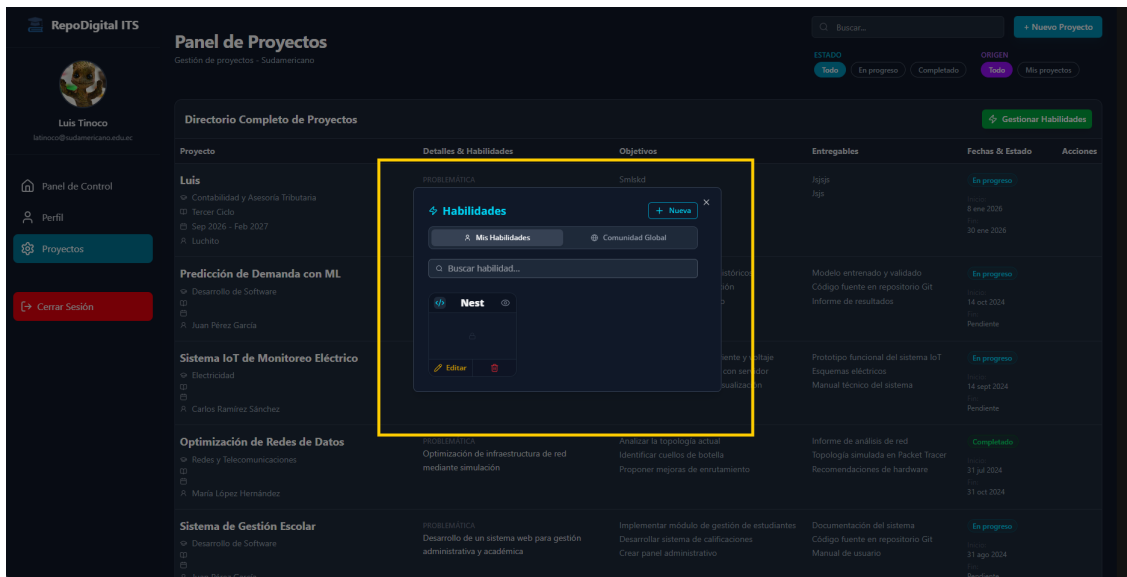 RepoDigital ITS
Luis Tinoco
latinoco@sudamericano.edu.ec
Panel de Control
Perfil
Proyectos
Cerrar Sesión
Panel de Proyectos
Gestión de proyectos - Sudamericano
Buscar...
+ Nuevo Proyecto
ESTADO
Todo En progreso Completado
ORIGEN
Todo Mis proyectos
Directorio Completo de Proyectos
Gestionar Habilidades
Proyecto Detalles & Habilidades Objetivos Entregables Fechas & Estado Acciones
Luis
Contabilidad y Asesoría Tributaria
Tercer Ciclo
Sep 2026 - Feb 2027
Luchito
PROBLEMÁTICA
Smbkd
Jsjsjs
Jsjs
En progreso
8 ene 2026
30 ene 2026
Habilidades
+ Nueva
×
Mis Habilidades
Comunidad Global
Buscar habilidad...
</> Nest
Editar
Predicción de Demanda con ML
Desarrollo de Software
Juan Pérez García
Modelo entrenado y validado
Código fuente en repositorio Git
Informe de resultados
En progreso
14 oct 2024
Pendiente
Sistema IoT de Monitoreo Eléctrico
Electricidad
Carlos Ramírez Sánchez
voltaje
con servidor
Prototipo funcional del sistema IoT
Esquemas eléctricos
Manual técnico del sistema
En progreso
14 sept 2024
Pendiente
Optimización de Redes de Datos
Redes y Telecomunicaciones
María López Hernández
PROBLEMÁTICA
Optimización de infraestructura de red
mediante simulación
Analizar la topología actual
Identificar cuellos de botella
Proponer mejoras de enrutamiento
Informe de análisis de red
Topología simulada en Packet Tracer
Recomendaciones de hardware
Completado
31 jul 2024
31 oct 2024
Sistema de Gestión Escolar
Desarrollo de Software
Juan Pérez García
PROBLEMÁTICA
Desarrollo de un sistema web para gestión
administrativa y académica
Implementar módulo de gestión de estudiantes
Desarrollar sistema de calificaciones
Crear panel administrativo
Documentación del sistema
Código fuente en repositorio Git
Manual de usuario
En progreso
31 ago 2024
Pendiente